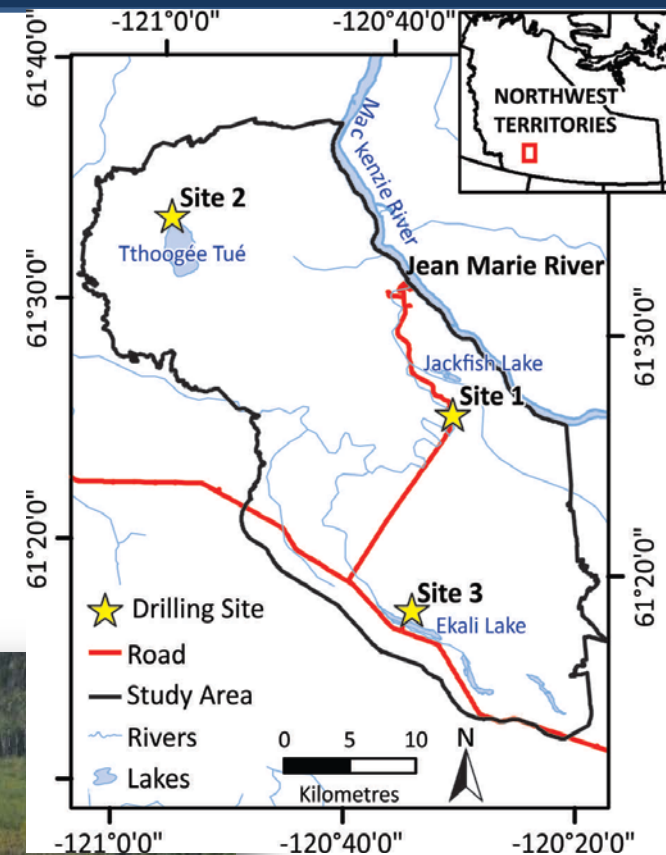 -121°0'0"
-120°40'0"
61°40'0"
NORTHWEST
TERRITORIES
Mac kenzie River
Site 2
Tthoogée Tué
Jean Marie River
61°30'0"
61°30'0"
Jackfish Lake
Site 1
61°20'0"
61°20'0"
Site 3
Ekali Lake
Drilling Site
Road
Study Area
Rivers
Lakes
0 5 10
Kilometres
N
-121°0'0"
-120°40'0"
-120°20'0"